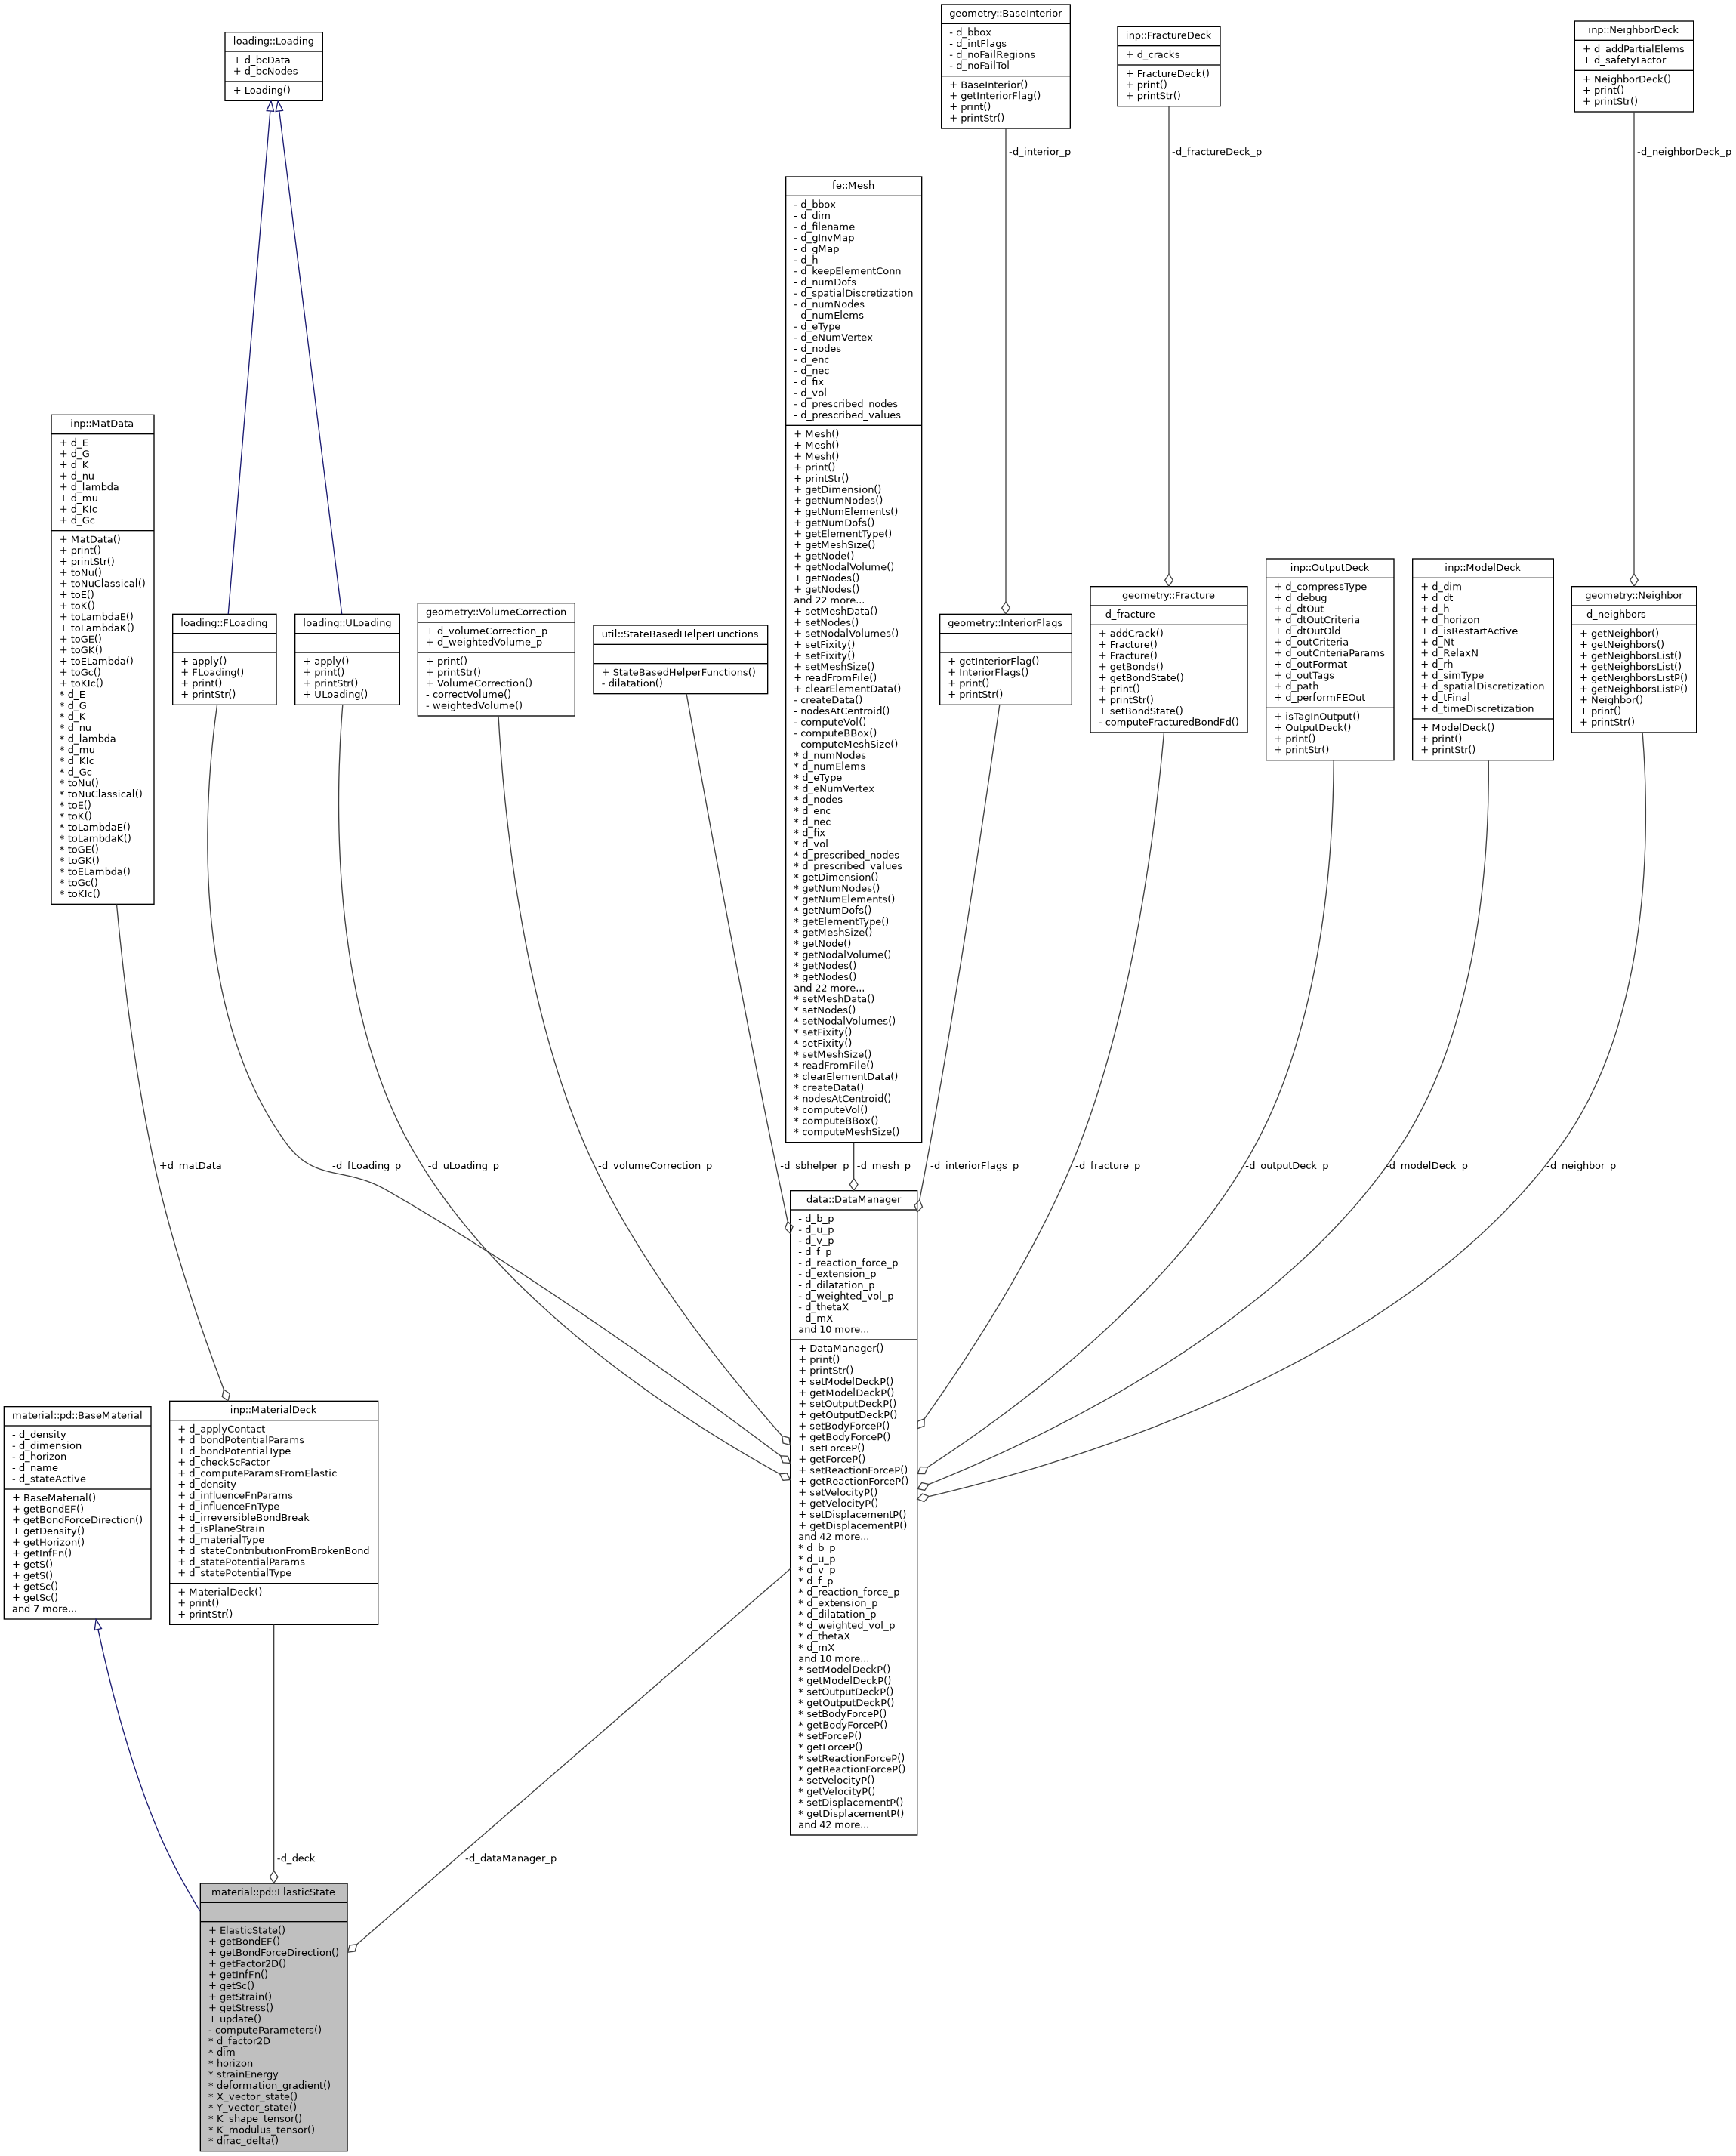 geometry::BaseInterior
- d_bbox
- d_intFlags
- d_noFailRegions
- d_noFailTol
+ BaseInterior()
+ getInteriorFlag()
+ print()
+ printStr()
inp::FractureDeck
+ d_cracks
+ FractureDeck()
+ print()
+ printStr()
inp::NeighborDeck
+ d_addPartialElems
+ d_safetyFactor
+ NeighborDeck()
+ print()
+ printStr()
loading::Loading
+ d_bcData
+ d_bcNodes
+ Loading()
-d_interior_p
-d_fractureDeck_p
-d_neighborDeck_p
fe::Mesh
- d_bbox
- d_dim
- d_filename
- d_gInvMap
- d_gMap
- d_h
- d_keepElementConn
- d_numDofs
- d_spatialDiscretization
- d_numNodes
- d_numElems
- d_eType
- d_eNumVertex
- d_nodes
- d_enc
- d_nec
- d_fix
- d_vol
- d_prescribed_nodes
- d_prescribed_values
+ Mesh()
+ Mesh()
+ Mesh()
+ print()
+ printStr()
+ getDimension()
+ getNumNodes()
+ getNumElements()
+ getNumDofs()
+ getElementType()
+ getMeshSize()
+ getNode()
+ getNodalVolume()
+ getNodes()
+ getNodes()
and 22 more...
+ setMeshData()
+ setNodes()
+ setNodalVolumes()
+ setFixity()
+ setFixity()
+ setMeshSize()
+ readFromFile()
+ clearElementData()
- createData()
- nodesAtCentroid()
- computeVol()
- computeBBox()
- computeMeshSize()
* d_numNodes
* d_numElems
* d_eType
* d_eNumVertex
* d_nodes
* d_enc
* d_nec
* d_fix
* d_vol
* d_prescribed_nodes
* d_prescribed_values
* getDimension()
* getNumNodes()
* getNumElements()
* getNumDofs()
* getElementType()
* getMeshSize()
* getNode()
* getNodalVolume()
* getNodes()
* getNodes()
and 22 more...
* setMeshData()
* setNodes()
* setNodalVolumes()
* setFixity()
* setFixity()
* setMeshSize()
* readFromFile()
* clearElementData()
* createData()
* nodesAtCentroid()
* computeVol()
* computeBBox()
* computeMeshSize()
inp::MatData
+ d_E
+ d_G
+ d_K
+ d_nu
+ d_lambda
+ d_mu
+ d_KIc
+ d_Gc
+ MatData()
+ print()
+ printStr()
+ toNu()
+ toNuClassical()
+ toE()
+ toK()
+ toLambdaE()
+ toLambdaK()
+ toGE()
+ toGK()
+ toELambda()
+ toGc()
+ toKIc()
* d_E
* d_G
* d_K
* d_nu
* d_lambda
* d_mu
* d_KIc
* d_Gc
* toNu()
* toNuClassical()
* toE()
* toK()
* toLambdaE()
* toLambdaK()
* toGE()
* toGK()
* toELambda()
* toGc()
* toKIc()
loading::FLoading
+ apply()
+ FLoading()
+ print()
+ printStr()
loading::ULoading
+ apply()
+ print()
+ printStr()
+ ULoading()
geometry::VolumeCorrection
+ d_volumeCorrection_p
+ d_weightedVolume_p
+ print()
+ printStr()
+ VolumeCorrection()
- correctVolume()
- weightedVolume()
util::StateBasedHelperFunctions
+ StateBasedHelperFunctions()
- dilatation()
geometry::InteriorFlags
+ getInteriorFlag()
+ InteriorFlags()
+ print()
+ printStr()
geometry::Fracture
- d_fracture
+ addCrack()
+ Fracture()
+ Fracture()
+ getBonds()
+ getBondState()
+ print()
+ printStr()
+ setBondState()
- computeFracturedBondFd()
inp::OutputDeck
+ d_compressType
+ d_debug
+ d_dtOut
+ d_dtOutCriteria
+ d_dtOutOld
+ d_outCriteria
+ d_outCriteriaParams
+ d_outFormat
+ d_outTags
+ d_path
+ d_performFEOut
+ isTagInOutput()
+ OutputDeck()
+ print()
+ printStr()
inp::ModelDeck
+ d_dim
+ d_dt
+ d_h
+ d_horizon
+ d_isRestartActive
+ d_Nt
+ d_RelaxN
+ d_rh
+ d_simType
+ d_spatialDiscretization
+ d_tFinal
+ d_timeDiscretization
+ ModelDeck()
+ print()
+ printStr()
geometry::Neighbor
- d_neighbors
+ getNeighbor()
+ getNeighbors()
+ getNeighborsList()
+ getNeighborsList()
+ getNeighborsListP()
+ getNeighborsListP()
+ Neighbor()
+ print()
+ printStr()
+d_matData
-d_fLoading_p
-d_uLoading_p
-d_volumeCorrection_p
-d_sbhelper_p
-d_mesh_p
-d_interiorFlags_p
-d_fracture_p
-d_outputDeck_p
-d_modelDeck_p
-d_neighbor_p
data::DataManager
- d_b_p
- d_u_p
- d_v_p
- d_f_p
- d_reaction_force_p
- d_extension_p
- d_dilatation_p
- d_weighted_vol_p
- d_thetaX
- d_mX
and 10 more...
+ DataManager()
+ print()
+ printStr()
+ setModelDeckP()
+ getModelDeckP()
+ setOutputDeckP()
+ getOutputDeckP()
+ setBodyForceP()
+ getBodyForceP()
+ setForceP()
+ getForceP()
+ setReactionForceP()
+ getReactionForceP()
+ setVelocityP()
+ getVelocityP()
+ setDisplacementP()
+ getDisplacementP()
and 42 more...
* d_b_p
* d_u_p
* d_v_p
* d_f_p
* d_reaction_force_p
* d_extension_p
* d_dilatation_p
* d_weighted_vol_p
* d_thetaX
* d_mX
and 10 more...
* setModelDeckP()
* getModelDeckP()
* setOutputDeckP()
* getOutputDeckP()
* setBodyForceP()
* getBodyForceP()
* setForceP()
* getForceP()
* setReactionForceP()
* getReactionForceP()
* setVelocityP()
* getVelocityP()
* setDisplacementP()
* getDisplacementP()
and 42 more...
material::pd::BaseMaterial
- d_density
- d_dimension
- d_horizon
- d_name
- d_stateActive
+ BaseMaterial()
+ getBondEF()
+ getBondForceDirection()
+ getDensity()
+ getHorizon()
+ getInfFn()
+ getS()
+ getS()
+ getSc()
+ getSc()
and 7 more...
inp::MaterialDeck
+ d_applyContact
+ d_bondPotentialParams
+ d_bondPotentialType
+ d_checkScFactor
+ d_computeParamsFromElastic
+ d_density
+ d_influenceFnParams
+ d_influenceFnType
+ d_irreversibleBondBreak
+ d_isPlaneStrain
+ d_materialType
+ d_stateContributionFromBrokenBond
+ d_statePotentialParams
+ d_statePotentialType
+ MaterialDeck()
+ print()
+ printStr()
-d_deck
-d_dataManager_p
material::pd::ElasticState
+ ElasticState()
+ getBondEF()
+ getBondForceDirection()
+ getFactor2D()
+ getInfFn()
+ getSc()
+ getStrain()
+ getStress()
+ update()
- computeParameters()
* d_factor2D
* dim
* horizon
* strainEnergy
* deformation_gradient()
* X_vector_state()
* Y_vector_state()
* K_shape_tensor()
* K_modulus_tensor()
* dirac_delta()